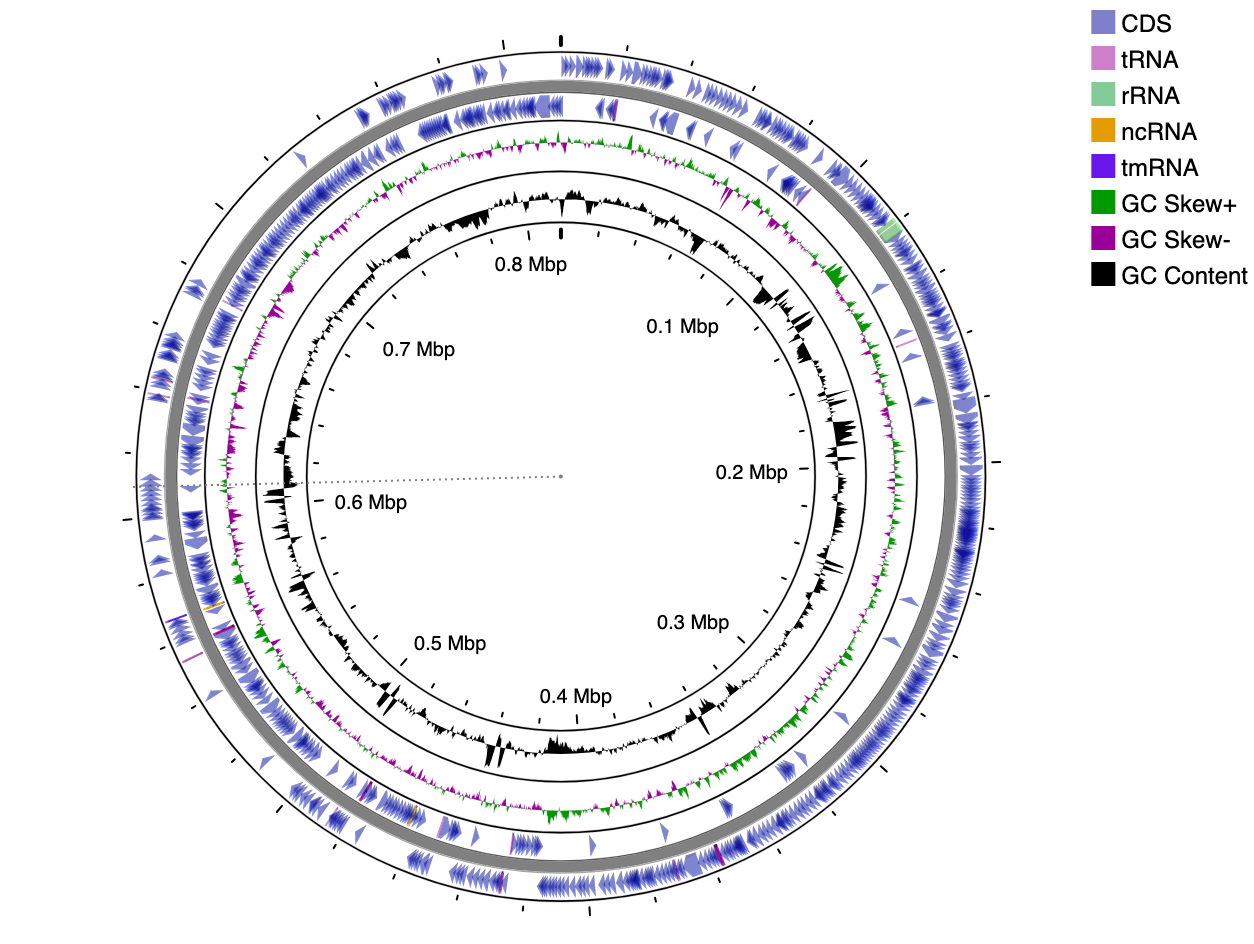 CDS
tRNA
rRNA
ncRNA
tmRNA
GC Skew+
GC Skew-
GC Content
0.8 Mbp
0.1 Mbp
0.7 Mbp
0.2 Mbp
0.6 Mbp
0.3 Mbp
0.5 Mbp
0.4 Mbp